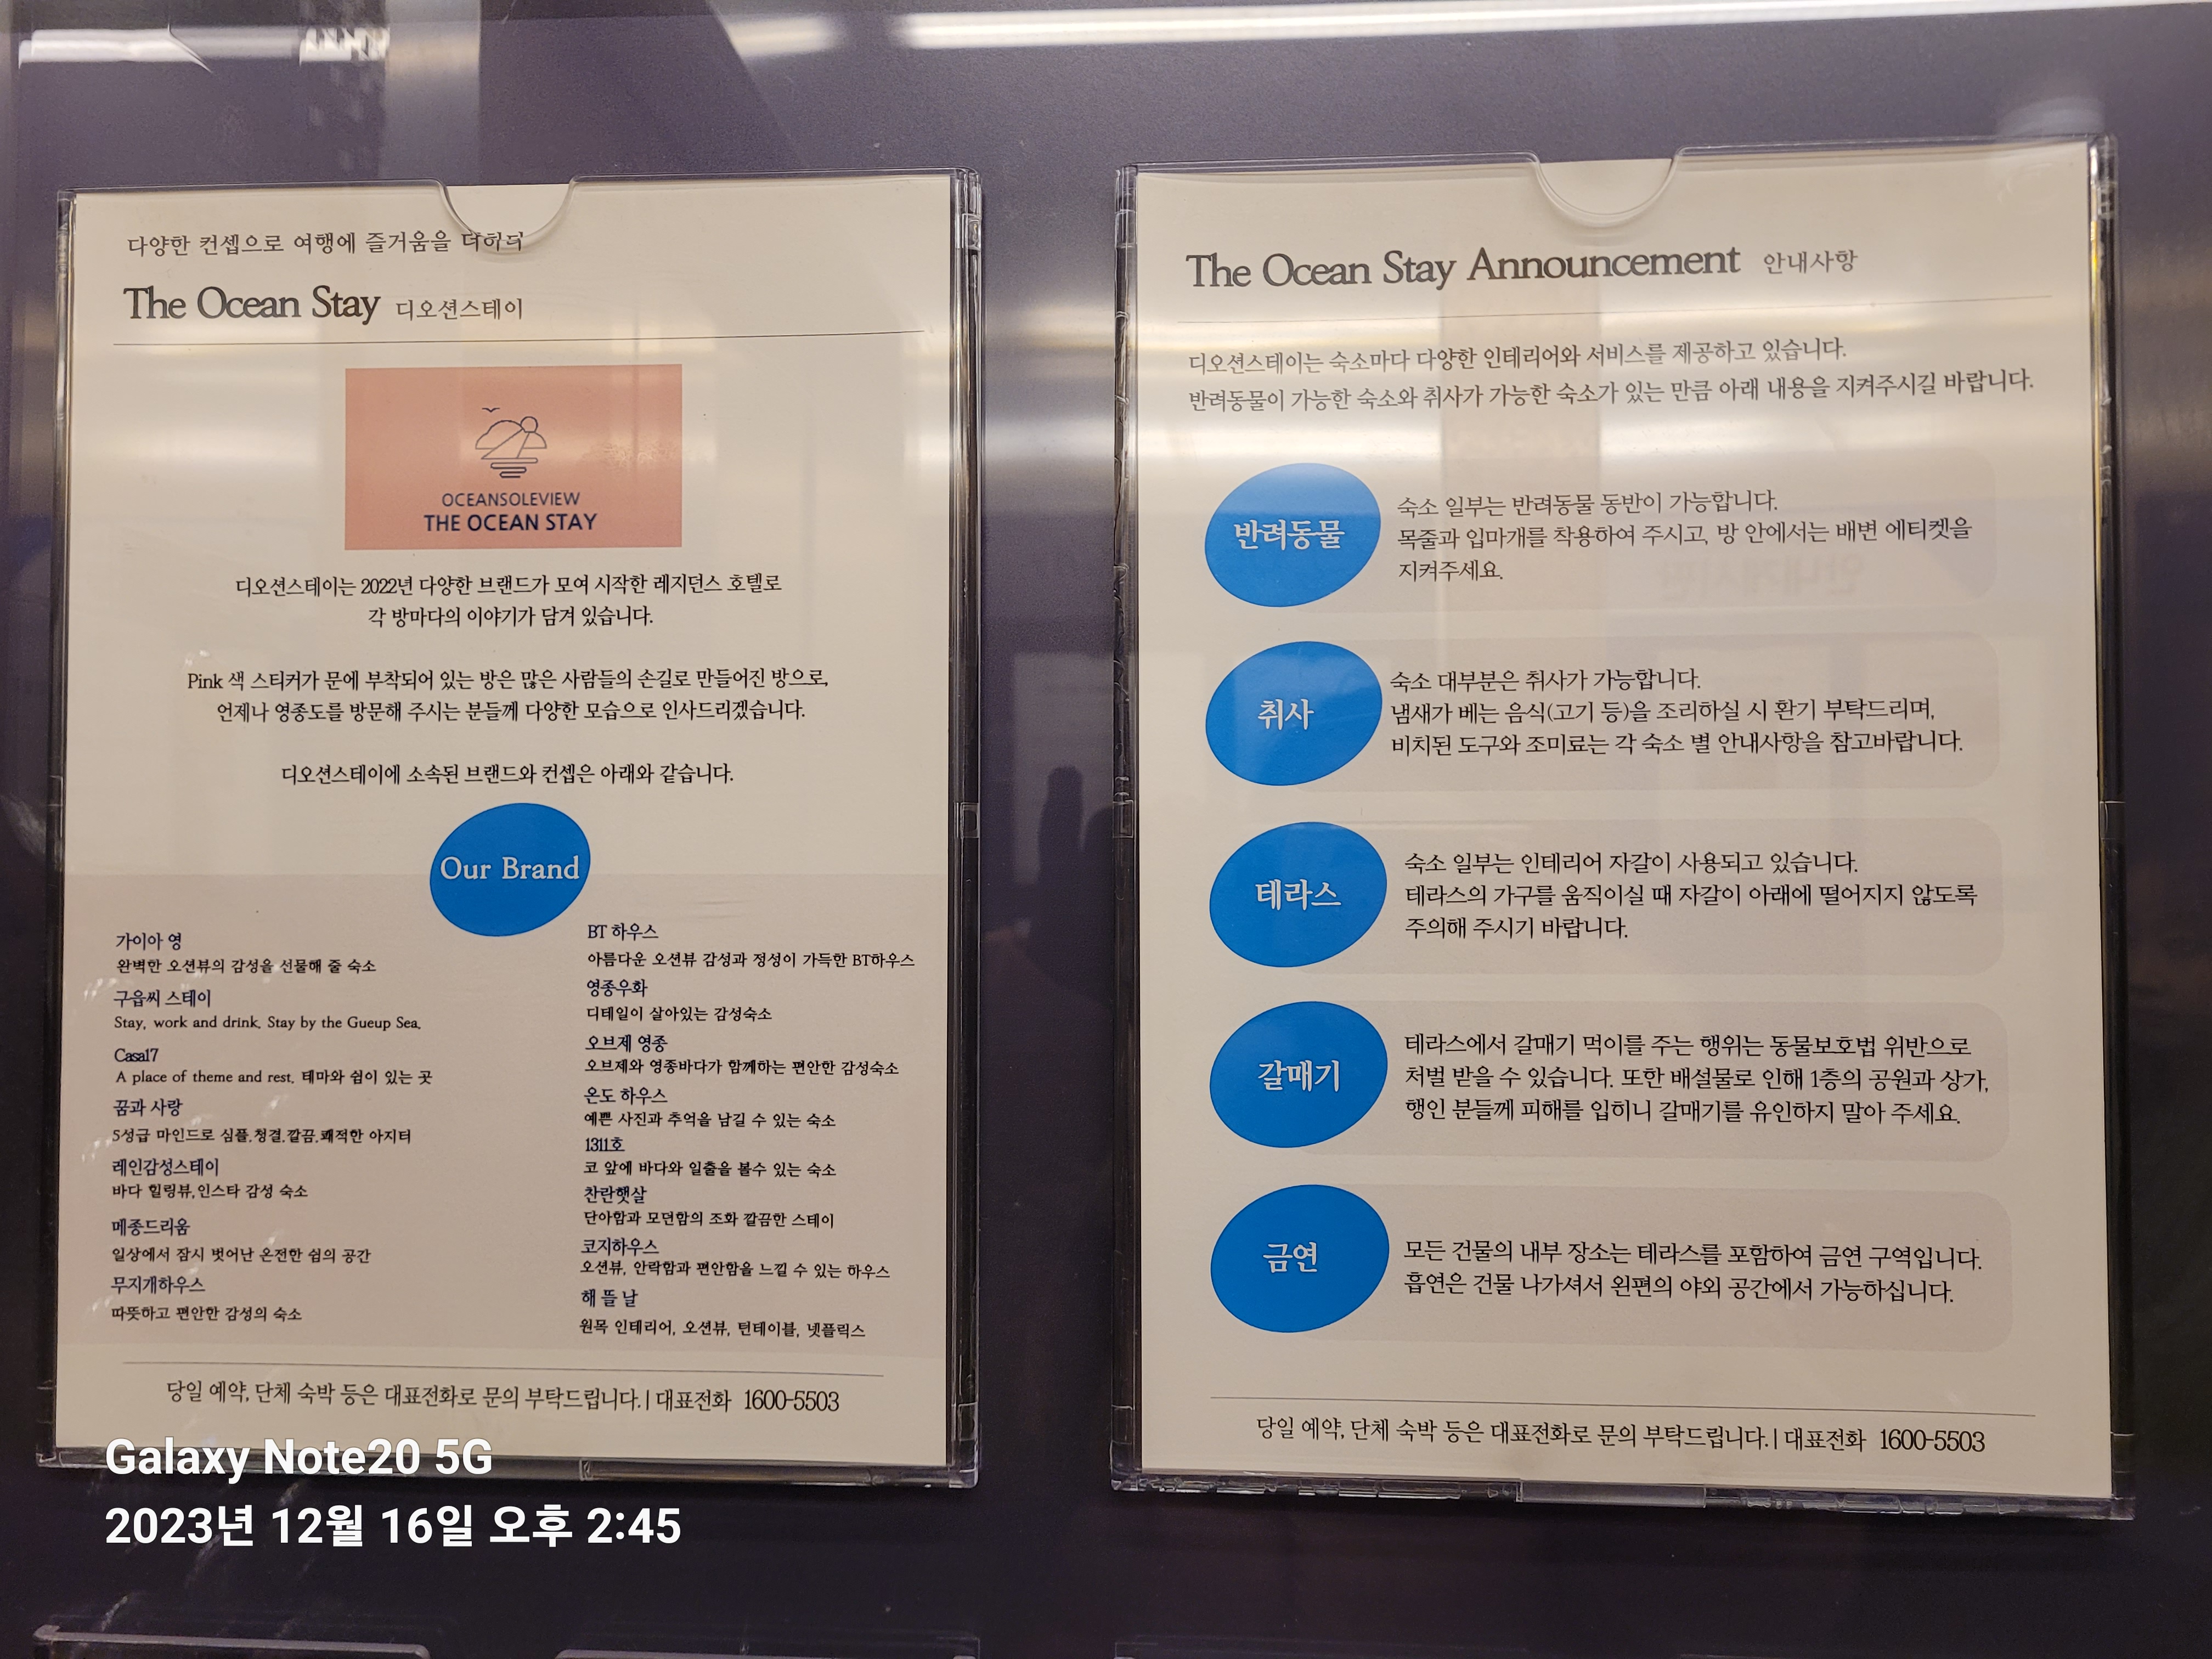 다양한 컨셉으로 여행에 즐거움을 더하다
The Ocean Stay 디오션스테이
OCEANSOLEVIEW
THE OCEAN STAY
디오션스테이는 2022년 다양한 브랜드가 모여 시작한 레지던스 호텔로
각 방마다의 이야기가 담겨 있습니다.
Pink 색 스티커가 문에 부착되어 있는 방은 많은 사람들의 손길로 만들어진 방으로,
언제나 영종도를 방문해 주시는 분들께 다양한 모습으로 인사드리겠습니다.
디오션스테이에 소속된 브랜드와 컨셉은 아래와 같습니다.
Our Brand
가이아 영
완벽한 오션뷰의 감성을 선물해 줄 숙소
구읍씨 스테이
Stay, work and drink. Stay by the Gueup Sea.
Casa17
A place of theme and rest. 테마와 쉼이 있는 곳
꿈과 사랑
5성급 마인드로 심플.청결.깔끔.쾌적한 아지터
레인감성스테이
바다 힐링뷰,인스타 감성 숙소
메종드리움
일상에서 잠시 벗어난 온전한 쉼의 공간
무지개하우스
따뜻하고 편안한 감성의 숙소
BT 하우스
아름다운 오션뷰 감성과 정성이 가득한 BT하우스
영종우화
디테일이 살아있는 감성숙소
오브제 영종
오브제와 영종바다가 함께하는 편안한 감성숙소
온도 하우스
예쁜 사진과 추억을 남길 수 있는 숙소
1311호
코 앞에 바다와 일출을 볼수 있는 숙소
찬란햇살
단아함과 모던함의 조화 깔끔한 스테이
코지하우스
오션뷰, 안락함과 편안함을 느낄 수 있는 하우스
해 뜰 날
원목 인테리어, 오션뷰, 턴테이블, 넷플릭스
당일 예약, 단체 숙박 등은 대표전화로 문의 부탁드립니다. | 대표전화 1600-5503
The Ocean Stay Announcement 안내사항
디오션스테이는 숙소마다 다양한 인테리어와 서비스를 제공하고 있습니다.
반려동물이 가능한 숙소와 취사가 가능한 숙소가 있는 만큼 아래 내용을 지켜주시길 바랍니다.
반려동물
숙소 일부는 반려동물 동반이 가능합니다.
목줄과 입마개를 착용하여 주시고, 방 안에서는 배변 에티켓을
지켜주세요.
취사
숙소 대부분은 취사가 가능합니다.
냄새가 베는 음식(고기 등)을 조리하실 시 환기 부탁드리며,
비치된 도구와 조미료는 각 숙소 별 안내사항을 참고바랍니다.
테라스
숙소 일부는 인테리어 자갈이 사용되고 있습니다.
테라스의 가구를 움직이실 때 자갈이 아래에 떨어지지 않도록
주의해 주시기 바랍니다.
갈매기
테라스에서 갈매기 먹이를 주는 행위는 동물보호법 위반으로
처벌 받을 수 있습니다. 또한 배설물로 인해 1층의 공원과 상가,
행인 분들께 피해를 입히니 갈매기를 유인하지 말아 주세요.
금연
모든 건물의 내부 장소는 테라스를 포함하여 금연 구역입니다.
흡연은 건물 나가셔서 왼편의 야외 공간에서 가능하십니다.
당일 예약, 단체 숙박 등은 대표전화로 문의 부탁드립니다. | 대표전화 1600-5503
Galaxy Note20 5G
2023년 12월 16일 오후 2:45